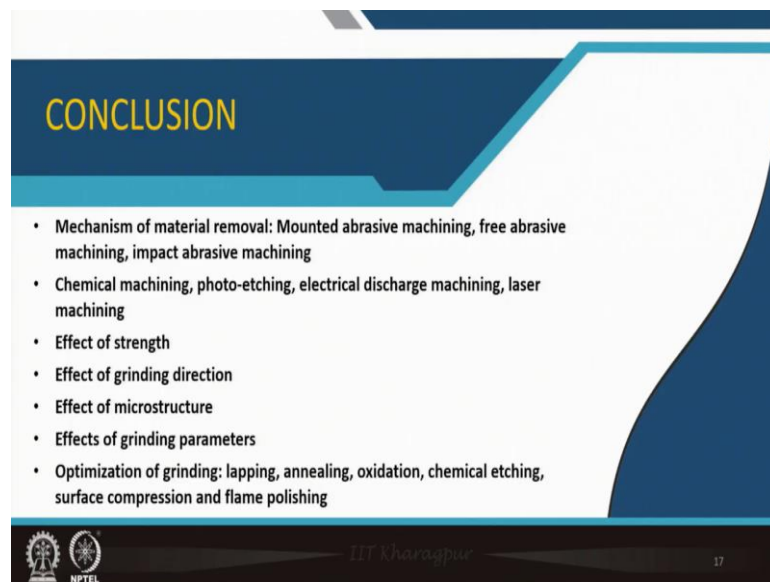 CONCLUSION
• Mechanism of material removal: Mounted abrasive machining, free abrasive
machining, impact abrasive machining
• Chemical machining, photo-etching, electrical discharge machining, laser
machining
• Effect of strength
• Effect of grinding direction
• Effect of microstructure
• Effects of grinding parameters
• Optimization of grinding: lapping, annealing, oxidation, chemical etching,
surface compression and flame polishing
IIT Kharagpur
17
NPTEL